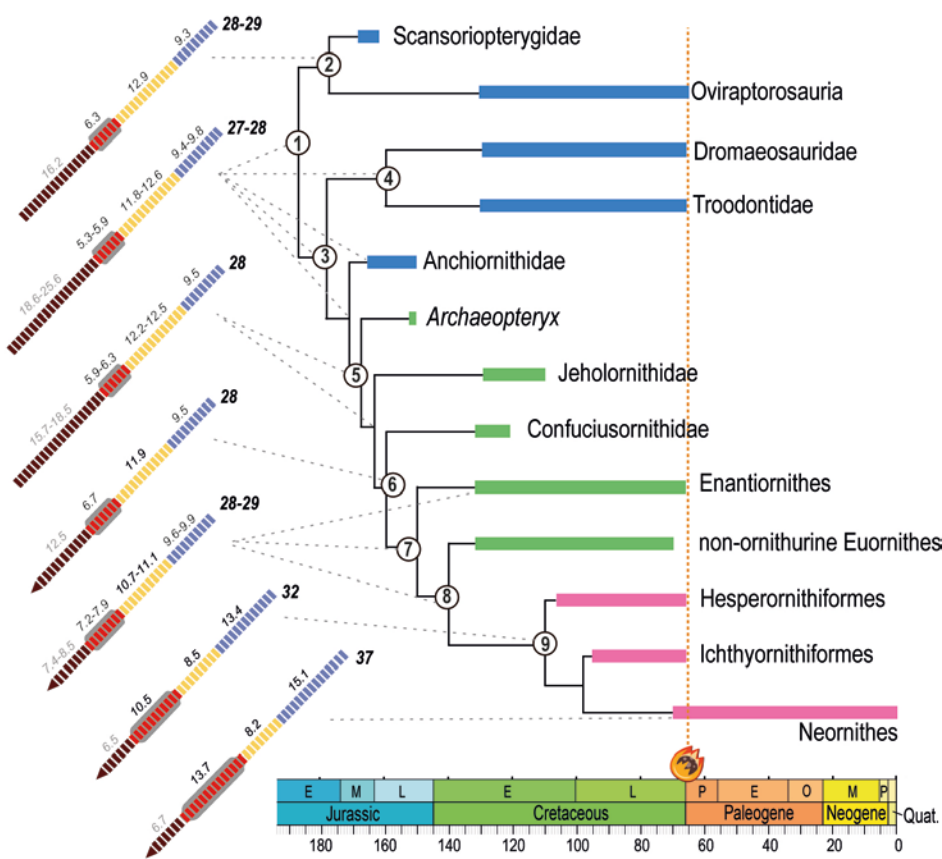 28-29
9.3
12.9
6.3
16.2
27-28
9.4-9.8
11.8-12.6
5.3-5.9
18.6-25.6
28
9.5
12.2-12.5
5.9-6.3
15.7-18.5
28
9.5
11.9
6.7
12.5
28-29
9.6-9.9
10.7-11.1
7.2-7.9
7.4-8.5
32
13.4
8.5
10.5
6.5
37
15.1
8.2
13.7
6.7
Scansoriopterygidae
2
Oviraptorosauria
1
Dromaeosauridae
4
Troodontidae
3
Anchiornithidae
Archaeopteryx
5
Jeholornithidae
Confuciusornithidae
6
Enantiornithes
7
non-ornithurine Euornithes
8
Hesperornithiformes
9
Ichthyornithiformes
Neornithes
E M L E L P E O M P
Jurassic Cretaceous Paleogene Neogene Quat.
180 160 140 120 100 80 60 40 20 0